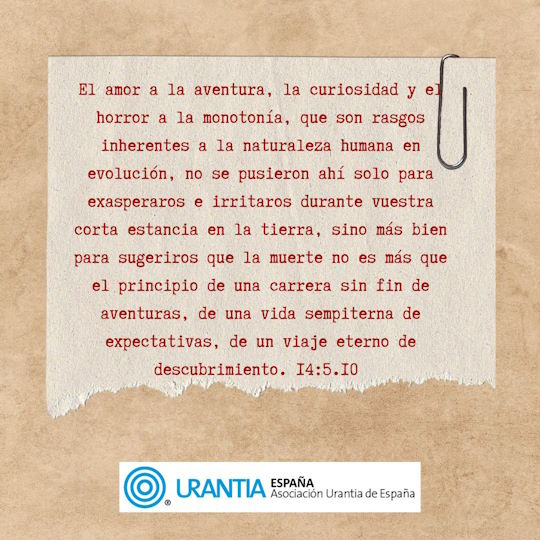 El amor a la aventura, la curiosidad y el
horror a la monotonía, que son rasgos
inherentes a la naturaleza humana en
evolución, no se pusieron ahí solo para
exasperaros e irritaros durante vuestra
corta estancia en la tierra, sino más bien
para sugeriros que la muerte no es más que
el principio de una carrera sin fin de
aventuras, de una vida sempiterna de
expectativas, de un viaje eterno de
descubrimiento. 14:5.10
URANTIA ESPAÑA
® Asociación Urantia de España